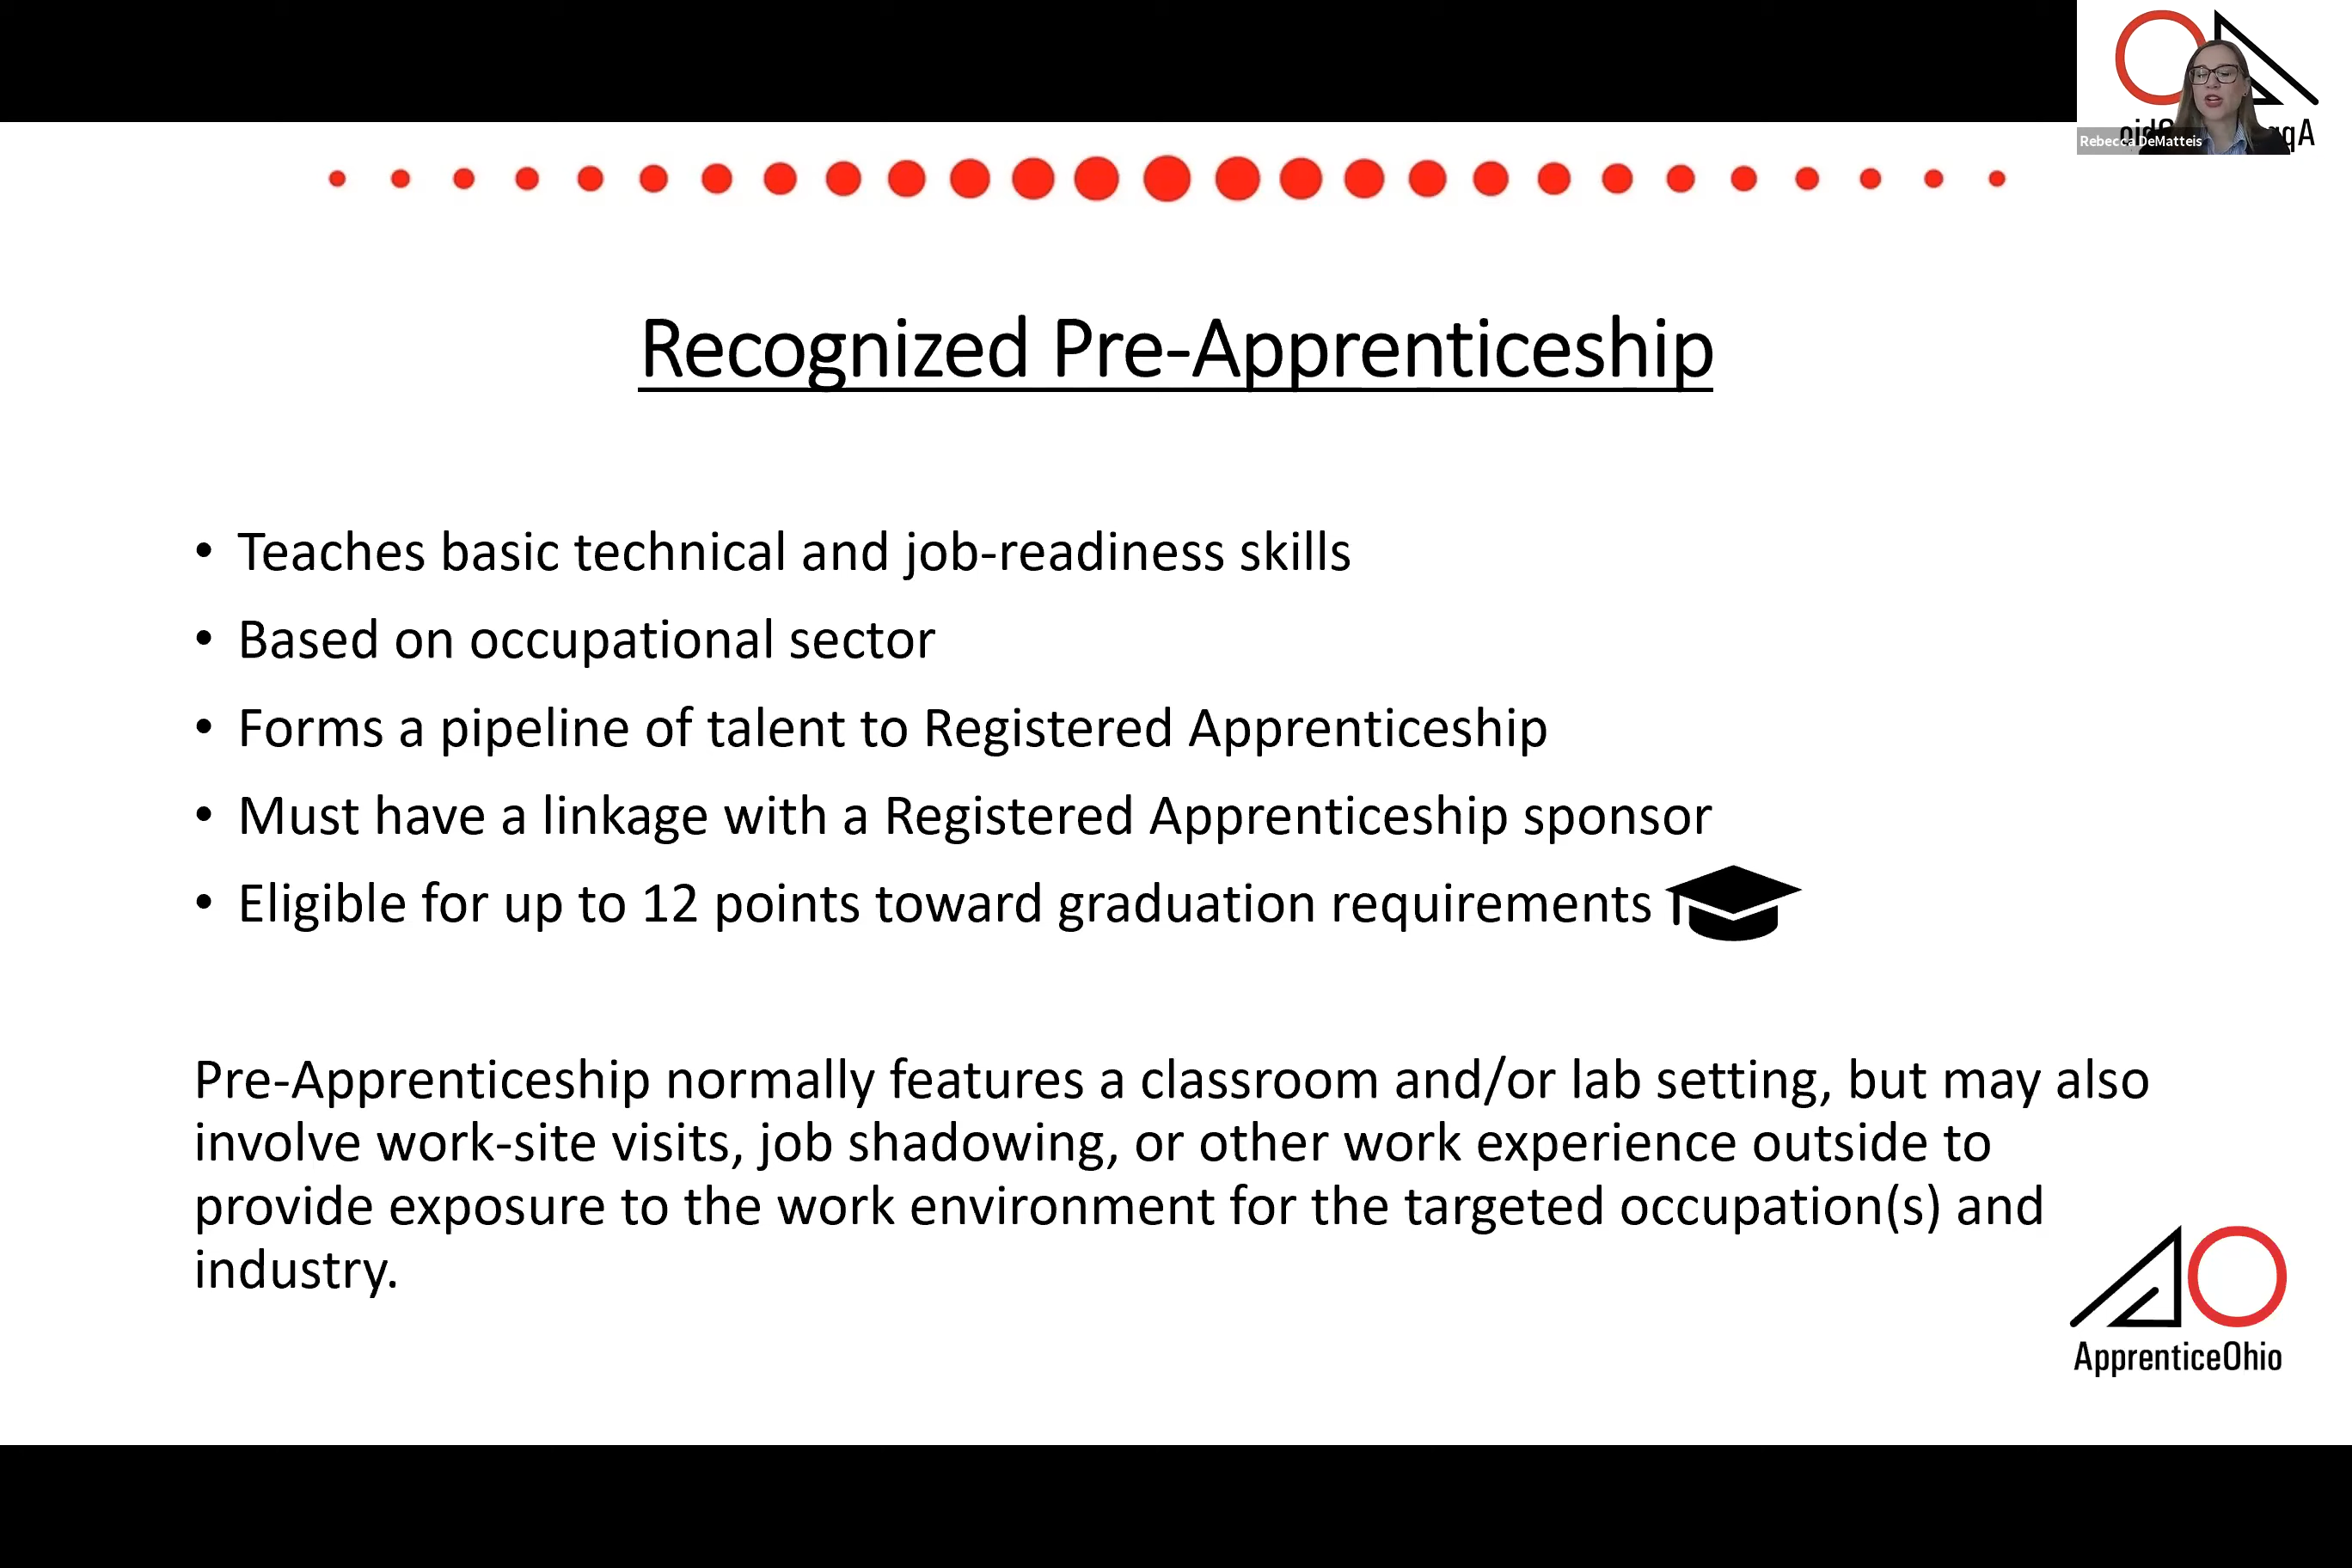 Rebecca DeMatteis
Recognized Pre-Apprenticeship
• Teaches basic technical and job-readiness skills
• Based on occupational sector
• Forms a pipeline of talent to Registered Apprenticeship
• Must have a linkage with a Registered Apprenticeship sponsor
• Eligible for up to 12 points toward graduation requirements
Pre-Apprenticeship normally features a classroom and/or lab setting, but may also
involve work-site visits, job shadowing, or other work experience outside to
provide exposure to the work environment for the targeted occupation(s) and
industry.
ApprenticeOhio